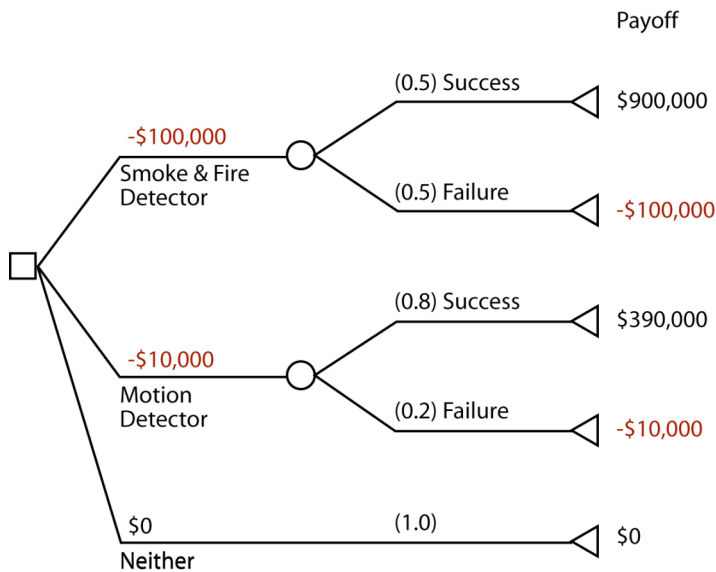 Payoff
(0.5) Success
$900,000
-$100,000
Smoke & Fire
Detector
(0.5) Failure
-$100,000
(0.8) Success
$390,000
-$10,000
Motion
Detector
(0.2) Failure
-$10,000
$0
(1.0)
$0
Neither